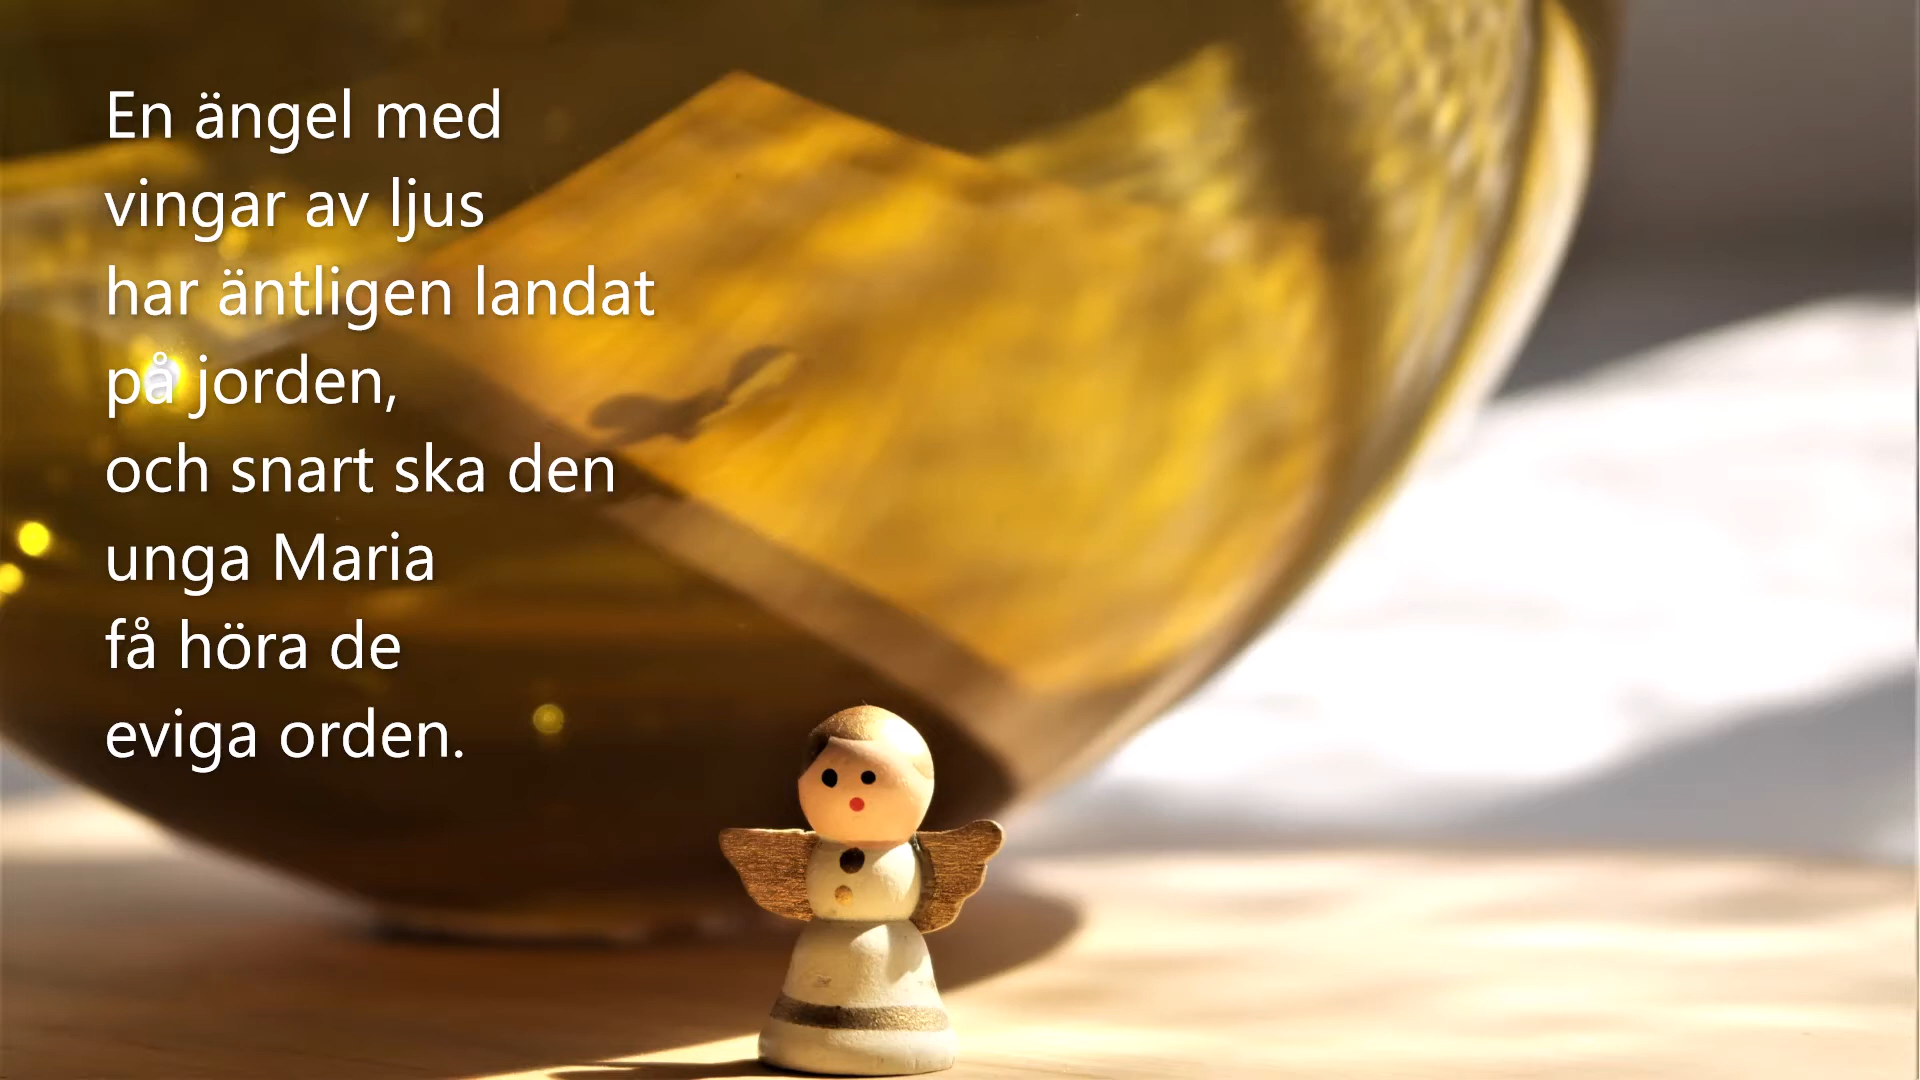 En ängel med
vingar av ljus
har äntligen landat
på jorden,
och snart ska den
unga Maria
få höra de
eviga orden.